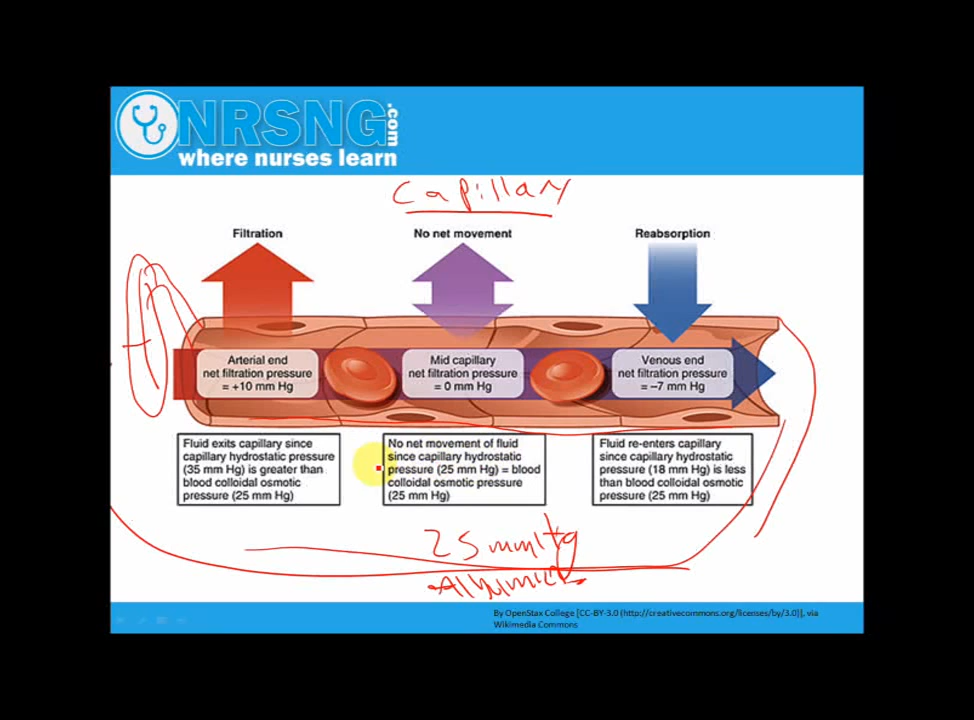 NRSNG.com
where nurses learn
Capillary
Filtration
No net movement
Reabsorption
Arterial end
net filtration pressure
= +10 mm Hg
Mid capillary
net filtration pressure
= 0 mm Hg
Venous end
net filtration pressure
= –7 mm Hg
Fluid exits capillary since
capillary hydrostatic pressure
(35 mm Hg) is greater than
blood colloidal osmotic
pressure (25 mm Hg)
No net movement of fluid
since capillary hydrostatic
pressure (25 mm Hg) = blood
colloidal osmotic pressure
(25 mm Hg)
Fluid re-enters capillary
since capillary hydrostatic
pressure (18 mm Hg) is less
than blood colloidal osmotic
pressure (25 mm Hg)
25 mmHg
By OpenStax College [CC-BY-3.0 (http://creativecommons.org/licenses/by/3.0)], via
Wikimedia Commons